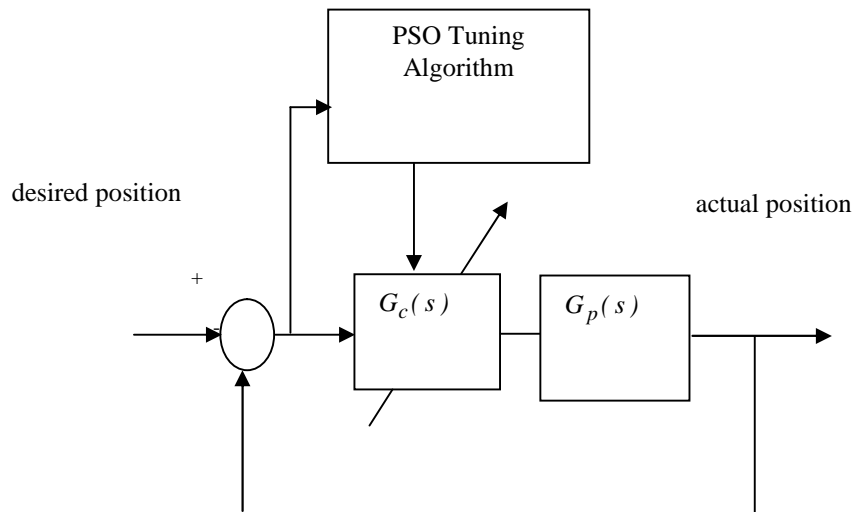 PSO Tuning
Algorithm
desired position
actual position
+
-
G_c(s)
G_p(s)